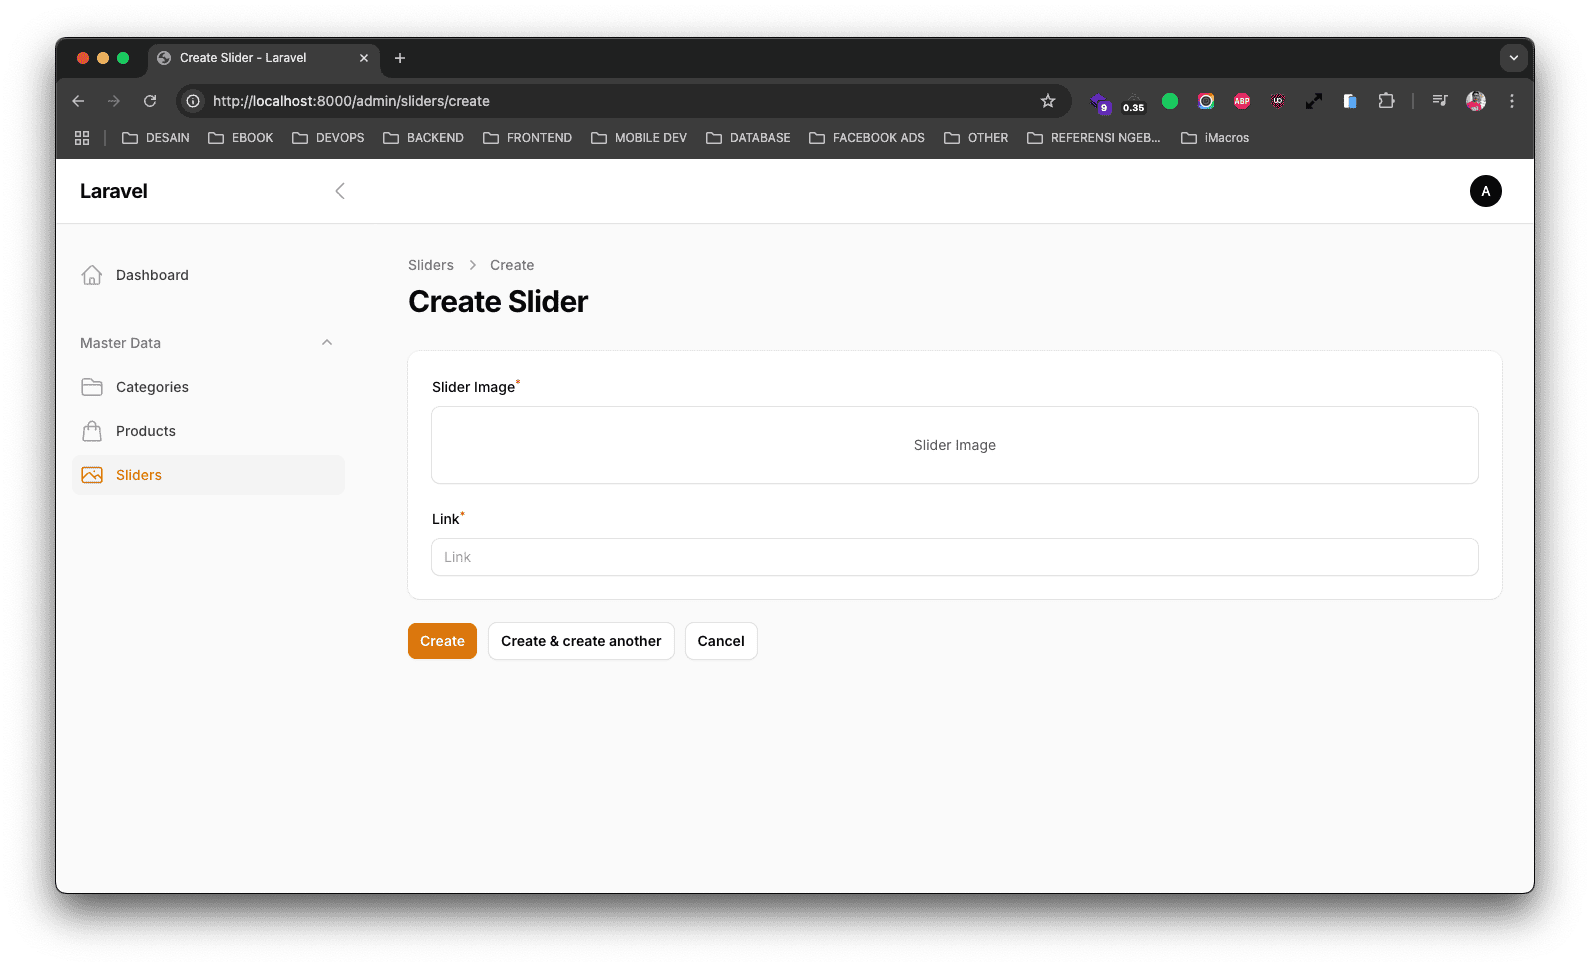 Create Slider - Laravel
http://localhost:8000/admin/sliders/create
9
0.35
ABP
DESAIN
EBOOK
DEVOPS
BACKEND
FRONTEND
MOBILE DEV
DATABASE
FACEBOOK ADS
OTHER
REFERENSI NGEB...
iMacros
Laravel
A
Dashboard
Master Data
Categories
Products
Sliders
Sliders > Create
Create Slider
Slider Image*
Slider Image
Link*
Link
Create
Create & create another
Cancel